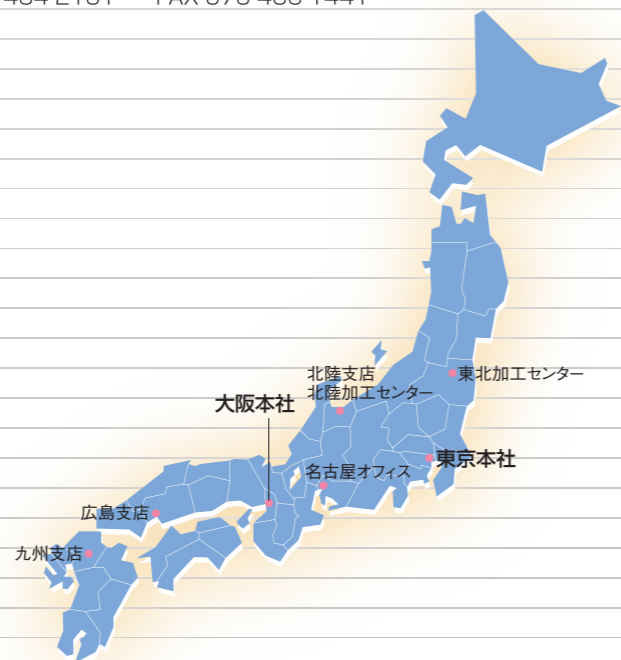 北陸支店
北陸加工センター
東北加工センター
大阪本社
東京本社
名古屋オフィス
広島支店
九州支店